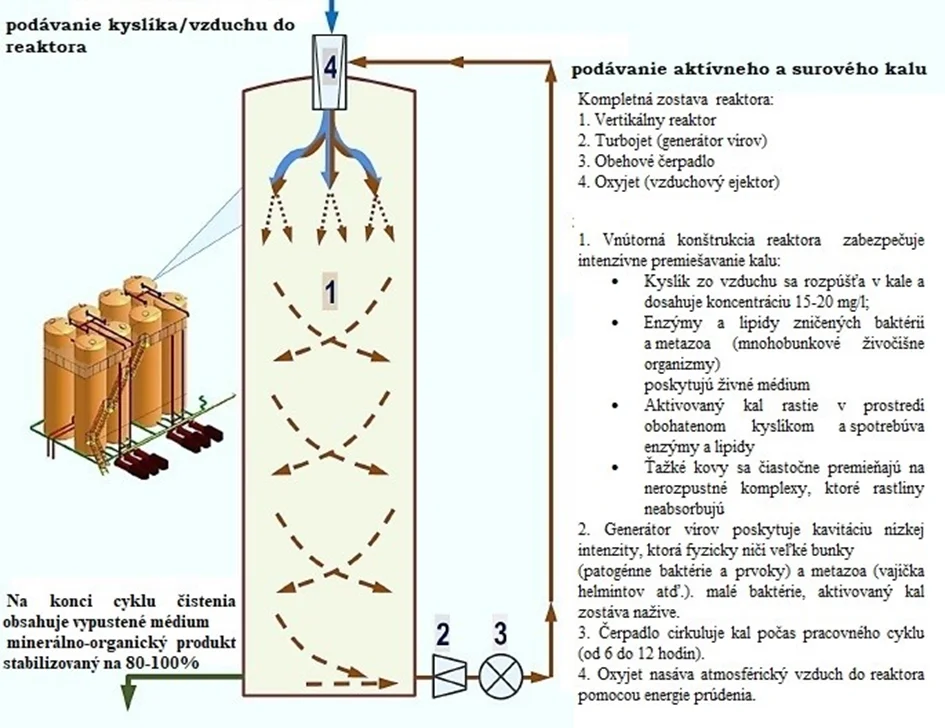 podávanie kyslíka/vzduchu do
reaktora
4
podávanie aktívneho a surového kalu
Kompletná zostava reaktora:
1. Vertikálny reaktor
2. Turbojet (generátor vírov)
3. Obehové čerpadlo
4. Oxyjet (vzduchový ejektor)
:
1. Vnútorná konštrukcia reaktora zabezpečuje
intenzívne premiešavanie kalu:
• Kyslík zo vzduchu sa rozpúšťa v kale a
dosahuje koncentráciu 15-20 mg/l;
• Enzýmy a lipidy zničených baktérií
a metazoa (mnohobunkové živočíšne
organizmy)
poskytujú živné médium
• Aktivovaný kal rastie v prostredí
obohatenom kyslíkom a spotrebúva
enzýmy a lipidy
• Ťažké kovy sa čiastočne premieňajú na
nerozpustné komplexy, ktoré rastliny
neabsorbujú
2. Generátor vírov poskytuje kavitáciu nízkej
intenzity, ktorá fyzicky ničí veľké bunky
(patogénne baktérie a prvoky) a metazoa (vajíčka
helmintov atď.). malé baktérie, aktivovaný kal
zostáva nažive.
3. Čerpadlo cirkuluje kal počas pracovného cyklu
(od 6 do 12 hodín).
4. Oxyjet nasáva atmosférický vzduch do reaktora
pomocou energie prúdenia.
1
2
3
Na konci cyklu čistenia
obsahuje vypustené médium
minerálno-organický produkt
stabilizovaný na 80-100%